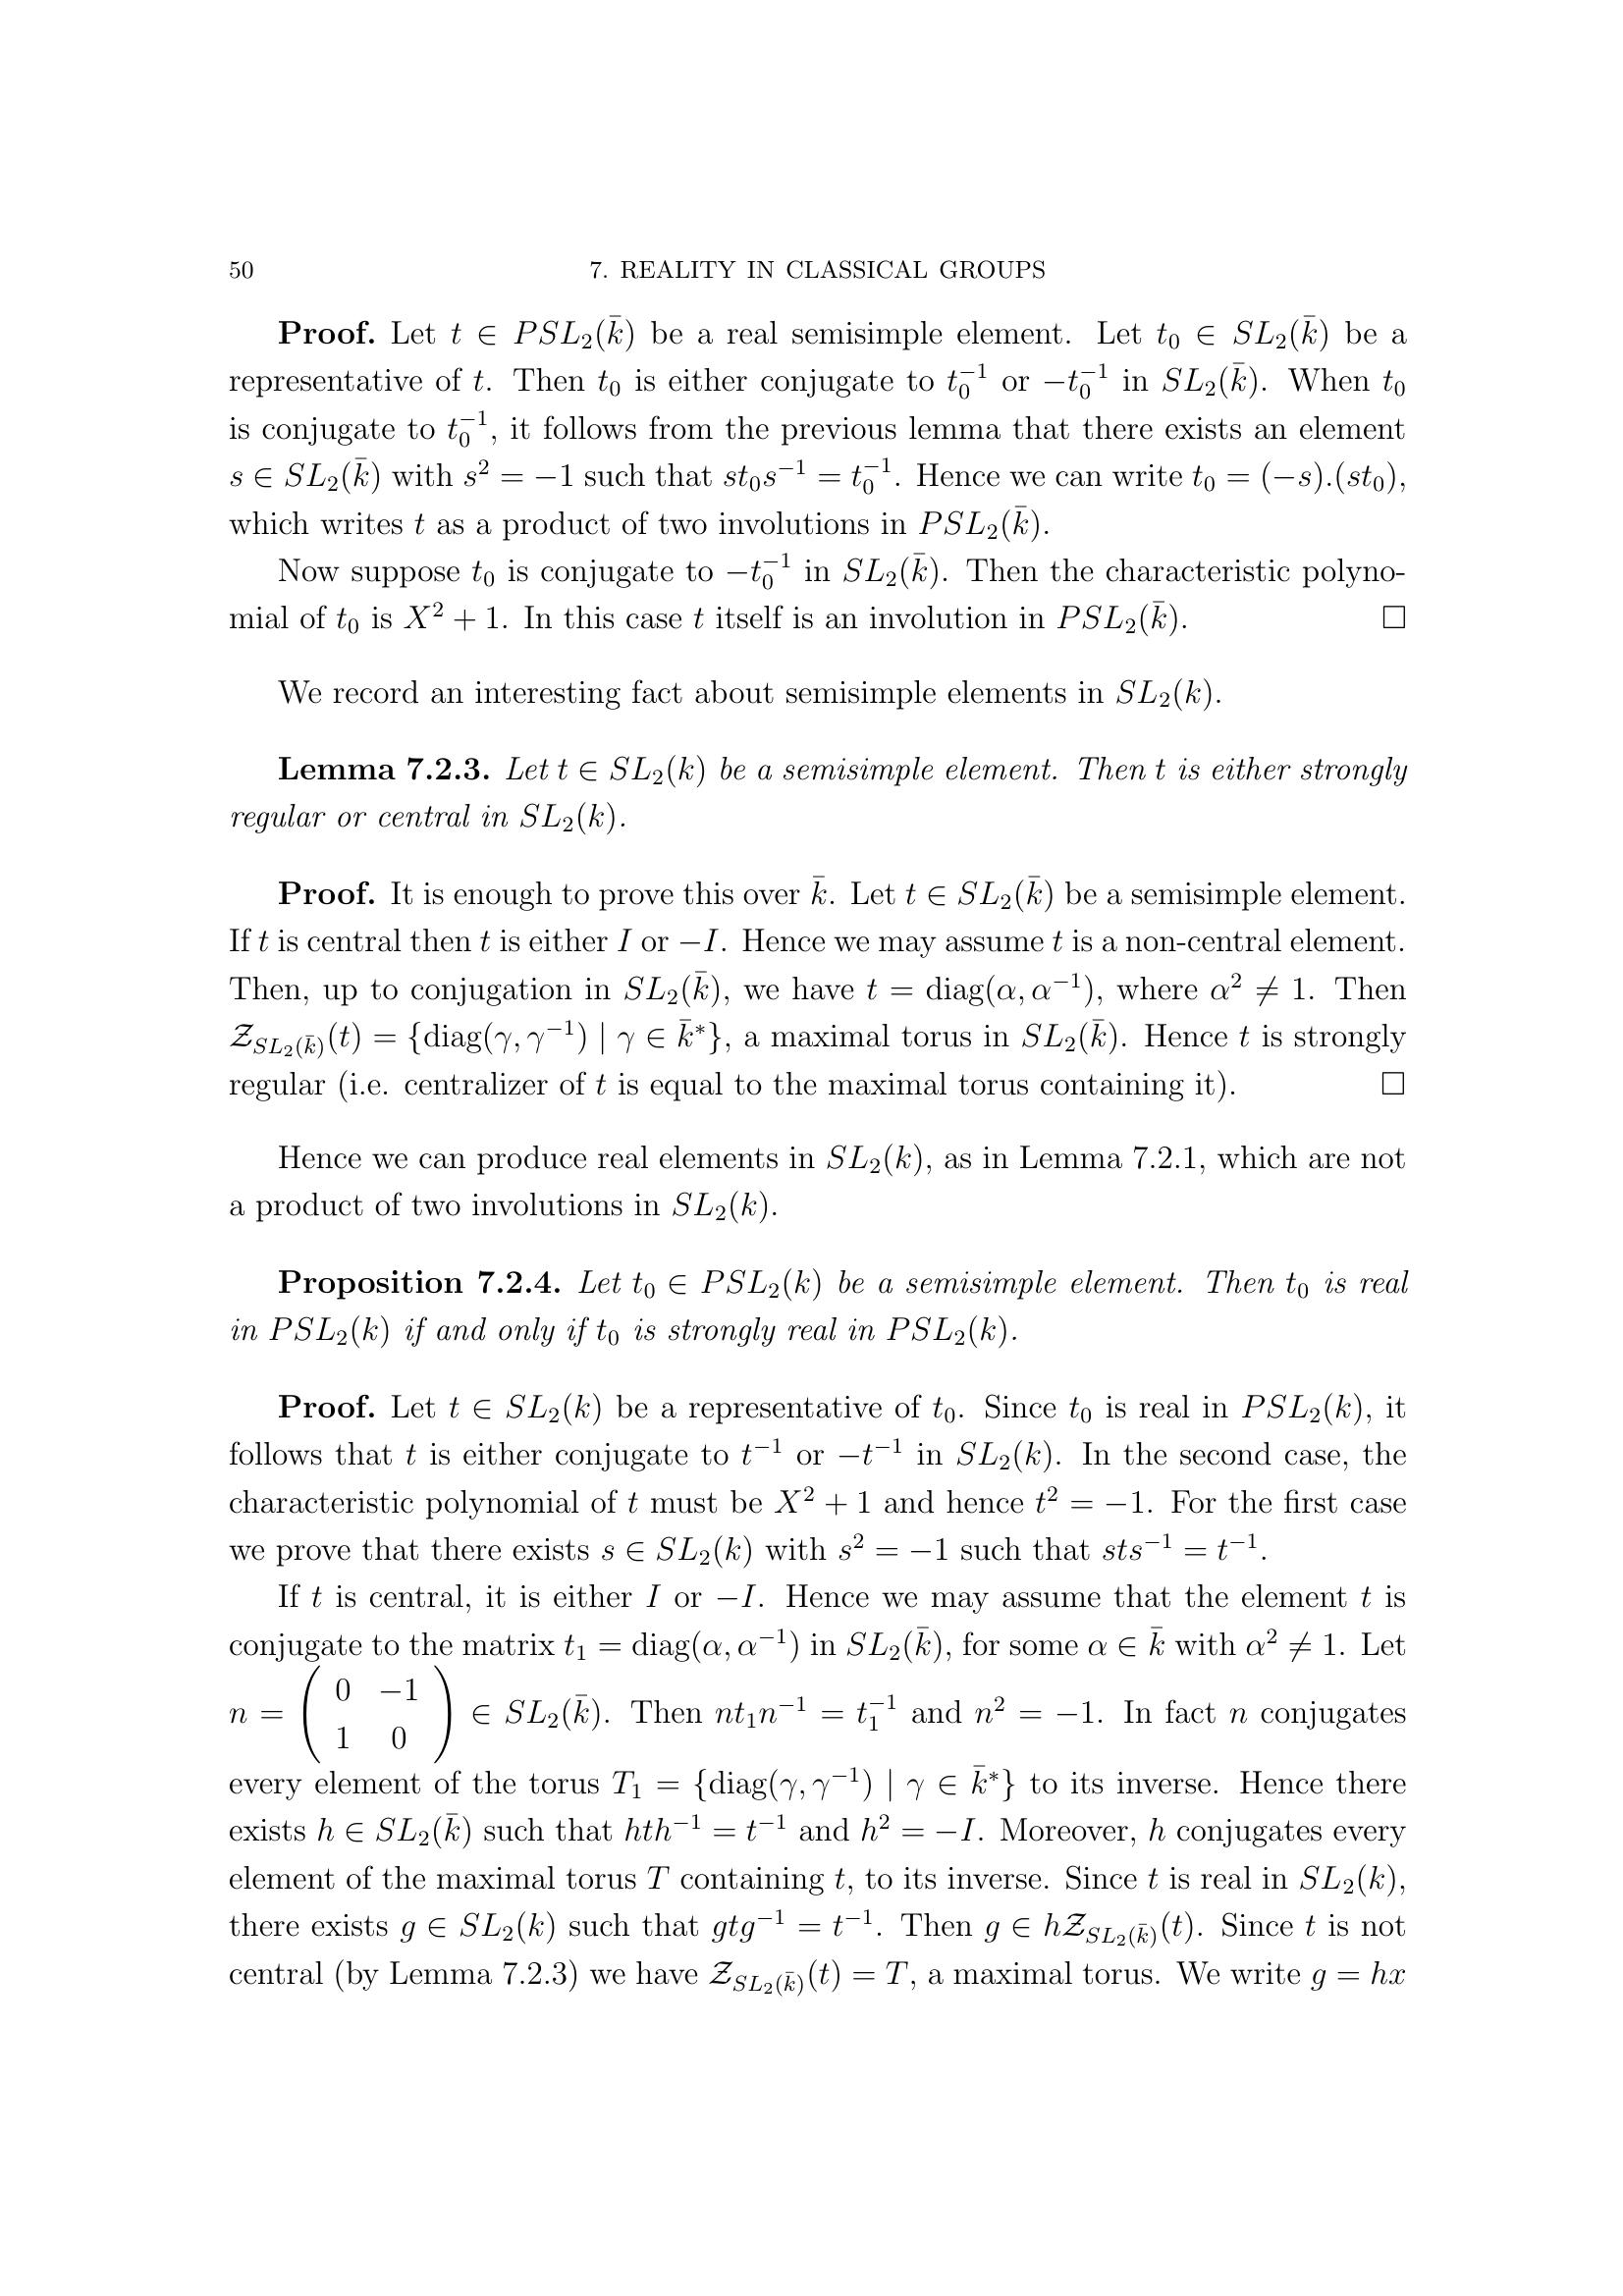 50 7. REALITY IN CLASSICAL GROUPS
Proof. Let $t \in PSL_2(\bar{k})$ be a real semisimple element. Let $t_0 \in SL_2(\bar{k})$ be a
representative of $t$. Then $t_0$ is either conjugate to $t_0^{-1}$ or $-t_0^{-1}$ in $SL_2(\bar{k})$. When $t_0$
is conjugate to $t_0^{-1}$, it follows from the previous lemma that there exists an element
$s \in SL_2(\bar{k})$ with $s^2 = -1$ such that $st_0s^{-1} = t_0^{-1}$. Hence we can write $t_0 = (-s).(st_0)$,
which writes $t$ as a product of two involutions in $PSL_2(\bar{k})$.
Now suppose $t_0$ is conjugate to $-t_0^{-1}$ in $SL_2(\bar{k})$. Then the characteristic polyno-
mial of $t_0$ is $X^2 + 1$. In this case $t$ itself is an involution in $PSL_2(\bar{k})$. □
We record an interesting fact about semisimple elements in $SL_2(k)$.
Lemma 7.2.3. Let $t \in SL_2(k)$ be a semisimple element. Then $t$ is either strongly
regular or central in $SL_2(k)$.
Proof. It is enough to prove this over $\bar{k}$. Let $t \in SL_2(\bar{k})$ be a semisimple element.
If $t$ is central then $t$ is either $I$ or $-I$. Hence we may assume $t$ is a non-central element.
Then, up to conjugation in $SL_2(\bar{k})$, we have $t = \text{diag}(\alpha, \alpha^{-1})$, where $\alpha^2 \neq 1$. Then
$\mathcal{Z}_{SL_2(\bar{k})}(t) = \{\text{diag}(\gamma, \gamma^{-1}) \mid \gamma \in \bar{k}^*\}$, a maximal torus in $SL_2(\bar{k})$. Hence $t$ is strongly
regular (i.e. centralizer of $t$ is equal to the maximal torus containing it). □
Hence we can produce real elements in $SL_2(k)$, as in Lemma 7.2.1, which are not
a product of two involutions in $SL_2(k)$.
Proposition 7.2.4. Let $t_0 \in PSL_2(k)$ be a semisimple element. Then $t_0$ is real
in $PSL_2(k)$ if and only if $t_0$ is strongly real in $PSL_2(k)$.
Proof. Let $t \in SL_2(k)$ be a representative of $t_0$. Since $t_0$ is real in $PSL_2(k)$, it
follows that $t$ is either conjugate to $t^{-1}$ or $-t^{-1}$ in $SL_2(k)$. In the second case, the
characteristic polynomial of $t$ must be $X^2 + 1$ and hence $t^2 = -1$. For the first case
we prove that there exists $s \in SL_2(k)$ with $s^2 = -1$ such that $sts^{-1} = t^{-1}$.
If $t$ is central, it is either $I$ or $-I$. Hence we may assume that the element $t$ is
conjugate to the matrix $t_1 = \text{diag}(\alpha, \alpha^{-1})$ in $SL_2(\bar{k})$, for some $\alpha \in \bar{k}$ with $\alpha^2 \neq 1$. Let
$n = \begin{pmatrix} 0 & -1 \\ 1 & 0 \end{pmatrix} \in SL_2(\bar{k})$. Then $nt_1n^{-1} = t_1^{-1}$ and $n^2 = -1$. In fact $n$ conjugates
every element of the torus $T_1 = \{\text{diag}(\gamma, \gamma^{-1}) \mid \gamma \in \bar{k}^*\}$ to its inverse. Hence there
exists $h \in SL_2(\bar{k})$ such that $hth^{-1} = t^{-1}$ and $h^2 = -I$. Moreover, $h$ conjugates every
element of the maximal torus $T$ containing $t$, to its inverse. Since $t$ is real in $SL_2(k)$,
there exists $g \in SL_2(k)$ such that $gtg^{-1} = t^{-1}$. Then $g \in h\mathcal{Z}_{SL_2(\bar{k})}(t)$. Since $t$ is not
central (by Lemma 7.2.3) we have $\mathcal{Z}_{SL_2(\bar{k})}(t) = T$, a maximal torus. We write $g = hx$